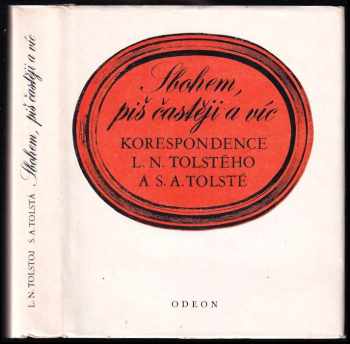 L. N. TOLSTOJ S. A. TOLSTÁ Sbohem, piš častěji a víc
Sbohem,
piš častěji a víc
KORESPONDENCE
L. N. TOLSTÉHO
A S. A. TOLSTÉ
ODEON